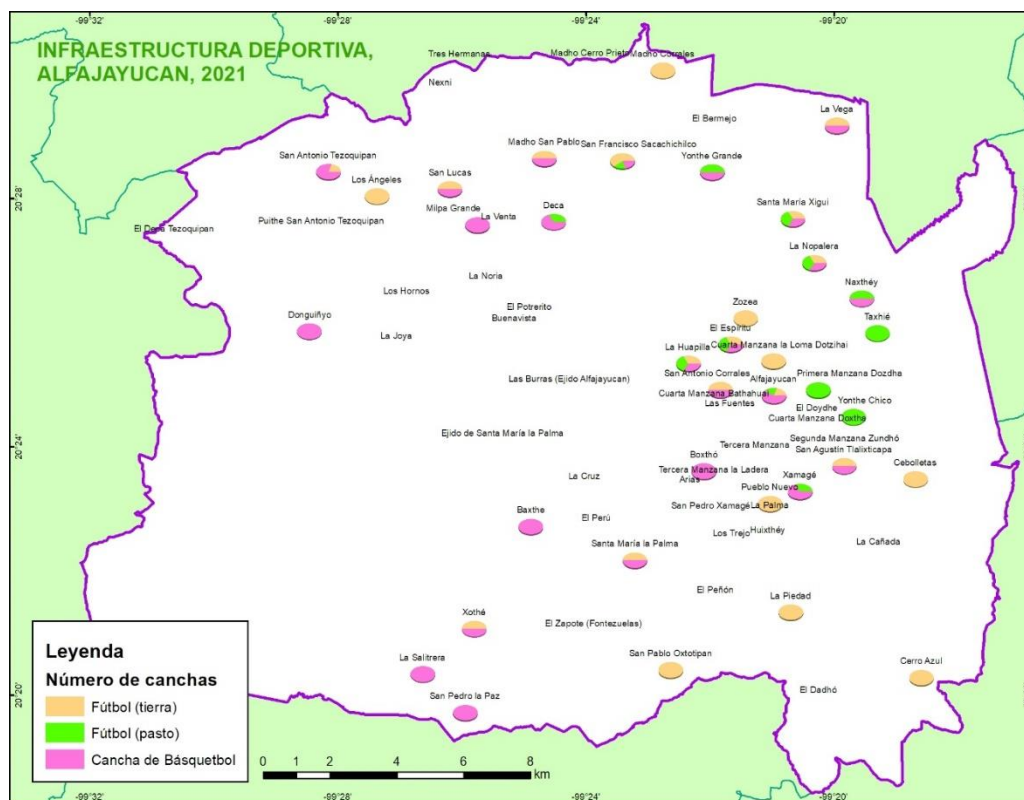 -99°32'
-99°28'
-99°24'
-99°20'
INFRAESTRUCTURA DEPORTIVA,
ALFAJAYUCAN, 2021
Tres Hermanas
Madho Cerro Prieto
Madho Corrales
Nexni
La Vega
El Bermejo
San Antonio Tezoquipan
Madho San Pablo
San Francisco Sacachichilco
Yonthe Grande
Los Ángeles
San Lucas
20°28'
20°28'
Milpa Grande
La Venta
Deca
Santa María Xigui
El Deca Tezoquipan
Puithe San Antonio Tezoquipan
La Nopalera
La Noria
Naxthéy
Los Hornos
El Potrerito
Zozea
Donguiñyo
Buenavista
Taxhié
La Joya
El Espíritu
La Huapilla
Cuarta Manzana la Loma Dotzihai
Las Burras (Ejido Alfajayucan)
San Antonio Corrales
Alfajayucan
Primera Manzana Dozdha
Cuarta Manzana Bathahuai
Las Fuentes
El Doydhe
Yonthe Chico
Cuarta Manzana Doxtha
Ejido de Santa María la Palma
20°24'
20°24'
Tercera Manzana
Segunda Manzana Zundhó
San Agustín Tlalixticapa
Boxthó
Cebolletas
La Cruz
Tercera Manzana la Ladera
Arias
Xamagé
Pueblo Nuevo
Baxthe
El Perú
San Pedro Xamagé
La Palma
Los Trejo
Huixthéy
Santa María la Palma
La Cañada
El Peñón
La Piedad
Xothé
El Zapote (Fontezuelas)
La Salitrera
San Pablo Oxtotipan
Cerro Azul
San Pedro la Paz
El Dadhó
20°20'
20°20'
Leyenda
Número de canchas
Fútbol (tierra)
Fútbol (pasto)
Cancha de Básquetbol
0 1 2 4 6 8
km
-99°32'
-99°28'
-99°24'
-99°20'